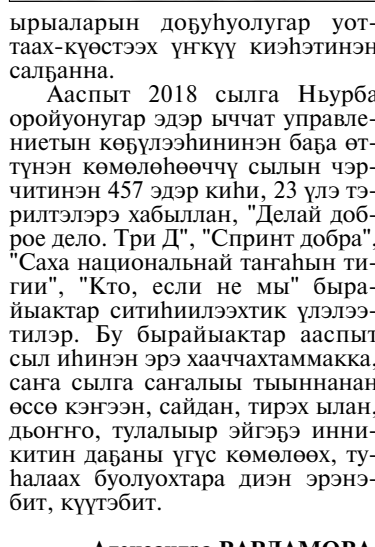 ырыаларын доҕуһуолугар уот-
таах-күөстээх үҥкүү киэһэтинэн
салҕанна.
Ааспыт 2018 сылга Ньурба
оройуонугар эдэр ыччат управле-
ниетын көҕүлээһининэн баҕа өт-
түнэн көмөлөһөөччү сылын чэр-
читинэн 457 эдэр киһи, 23 үлэ тэ-
рилтэлэрэ хабыллан, "Делай доб-
рое дело. Три Д", "Спринт добра",
"Саха национальнай таҥаһын ти-
гии", "Кто, если не мы" быра-
йыактар ситиһиилээхтик үлэлээ-
тилэр. Бу бырайыактар ааспыт
сыл иһинэн эрэ хааччахтаммакка,
саҥа сылга саҥалыы тыыннанан
өссө кэҥээн, сайдан, тирэх ылан,
дьоҥҥо, тулалыыр эйгэҕэ инни-
китин даҕаны үгүс көмөлөөх, ту-
һалаах буолуохтара диэн эрэнэ-
бит, күүтэбит.